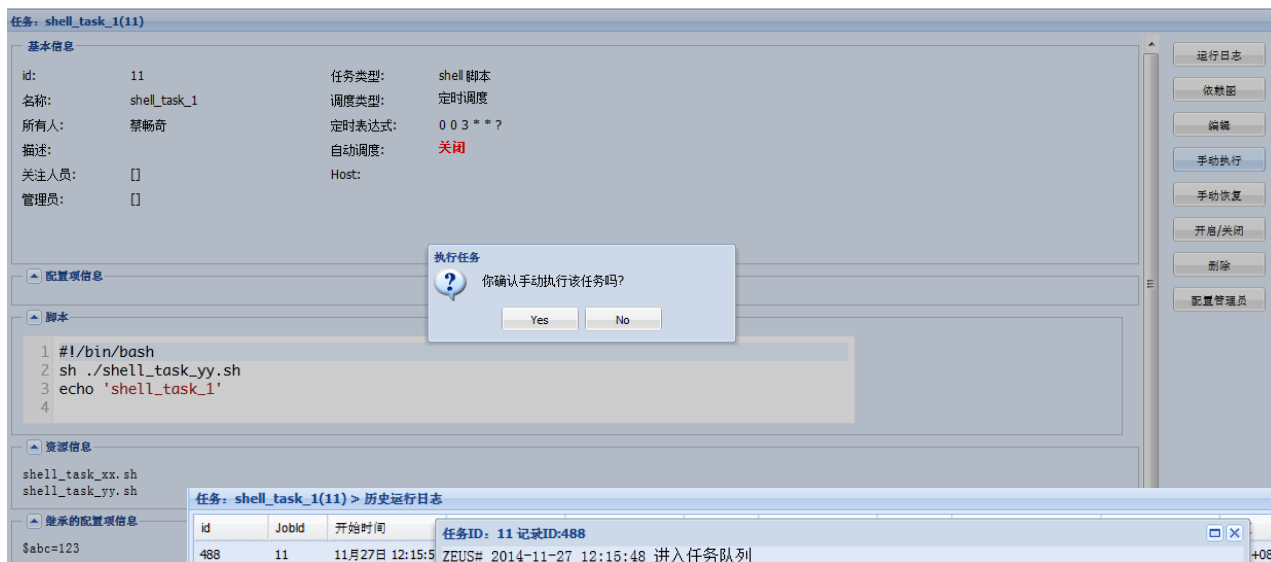 任务：shell_task_1(11)
基本信息
id: 11 任务类型: shell 脚本
名称: shell_task_1 调度类型: 定时调度
所有人: 蔡畅奇 定时表达式: 0 0 3 * * ?
描述: 自动调度: 关闭
关注人员: [] Host:
管理员: []
运行日志
依赖图
编辑
手动执行
手动恢复
开启/关闭
删除
配置管理员
执行任务
你确认手动执行该任务吗?
Yes No
配置项信息
脚本
1 #!/bin/bash
2 sh ./shell_task_yy.sh
3 echo 'shell_task_1'
4
资源信息
shell_task_xx.sh
shell_task_yy.sh
继承的配置项信息
$abc=123
任务：shell_task_1(11) > 历史运行日志
id JobId 开始时间
488 11 11月27日 12:15:5
任务ID：11 记录ID:488
ZEUS# 2014-11-27 12:15:48 进入任务队列
+08